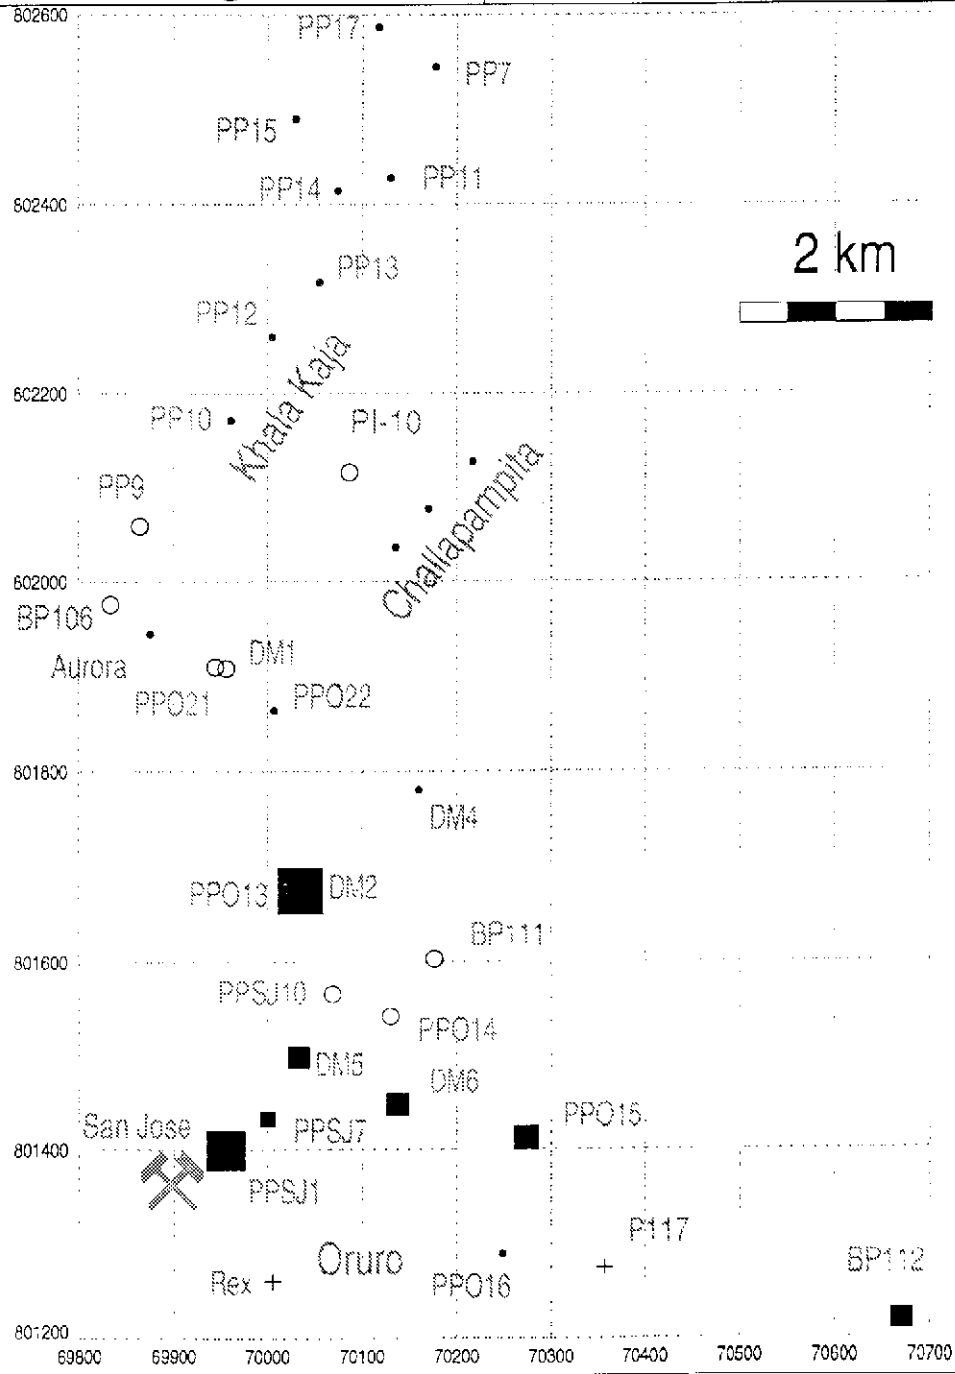 802600
PP17
PP7
PP15
PP14
PP11
802400
2 km
PP13
PP12
Khala Kaja
802200
PP10
PI-10
PP9
Challapampita
802000
BP106
Aurora
DM1
PPO21
PPO22
801800
DM4
PPO13
DM2
BP111
801600
PPSJ10
PPO14
DM5
DM6
PPO15
San Jose
PPSJ7
801400
PPSJ1
P117
Oruro
BP112
Rex
PPO16
801200
69800 69900 70000 70100 70200 70300 70400 70500 70600 70700